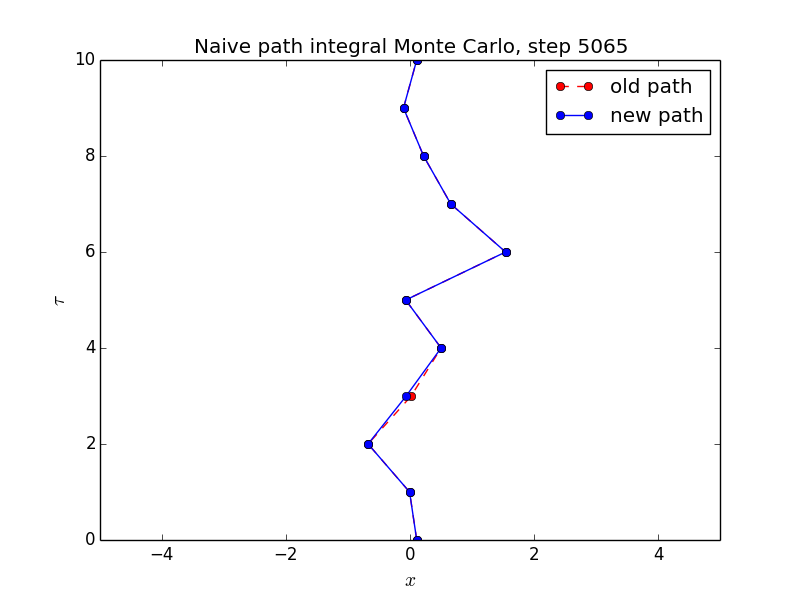 Naive path integral Monte Carlo, step 5065
old path
new path
10
8
6
4
2
0
τ
−4 −2 0 2 4
x